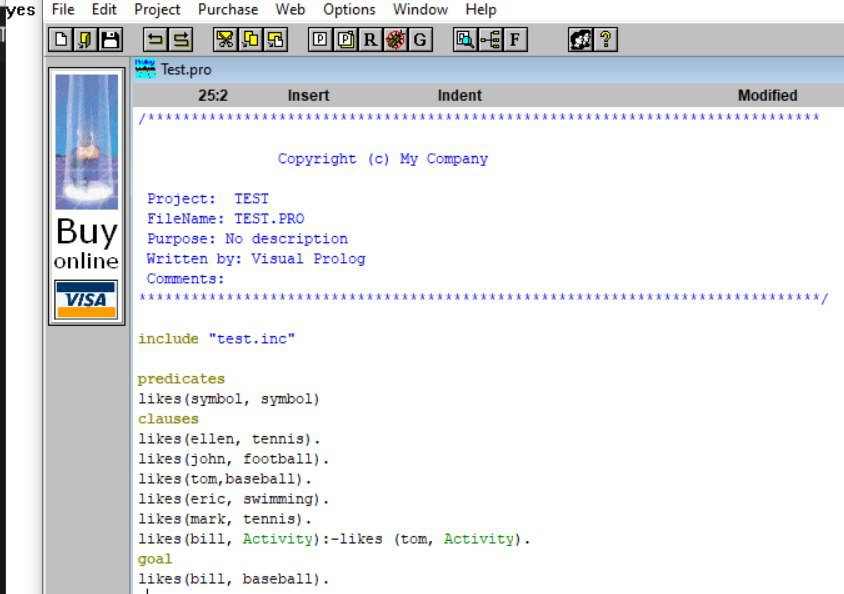 yes
File Edit Project Purchase Web Options Window Help
P P R G F ?
Test.pro
25:2 Insert Indent Modified
/******************************************************************************
Copyright (c) My Company
Project: TEST
FileName: TEST.PRO
Purpose: No description
Written by: Visual Prolog
Comments:
******************************************************************************/
include "test.inc"
predicates
likes(symbol, symbol)
clauses
likes(ellen, tennis).
likes(john, football).
likes(tom,baseball).
likes(eric, swimming).
likes(mark, tennis).
likes(bill, Activity):-likes (tom, Activity).
goal
likes(bill, baseball).
Buy
online
VISA